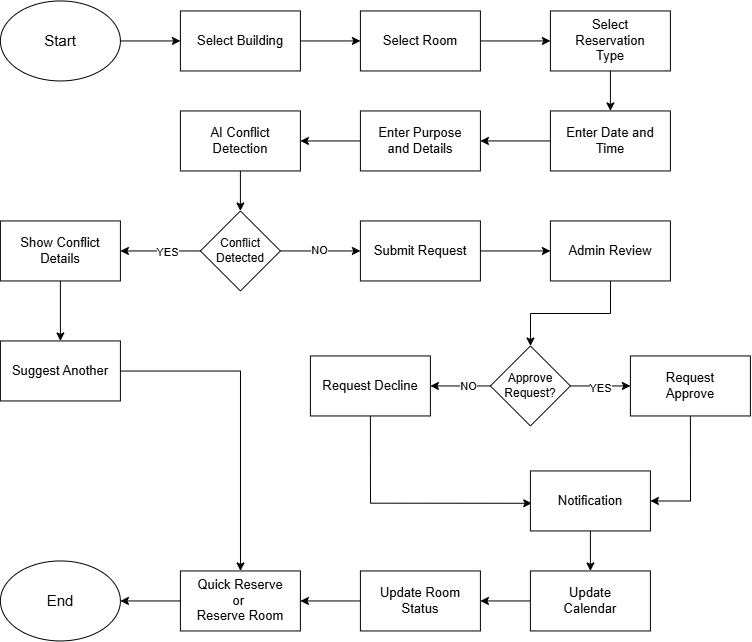 Start
Select Building
Select Room
Select
Reservation
Type
AI Conflict
Detection
Enter Purpose
and Details
Enter Date and
Time
Show Conflict
Details
YES
Conflict
Detected
NO
Submit Request
Admin Review
Suggest Another
Request Decline
NO
Approve
Request?
YES
Request
Approve
Notification
End
Quick Reserve
or
Reserve Room
Update Room
Status
Update
Calendar